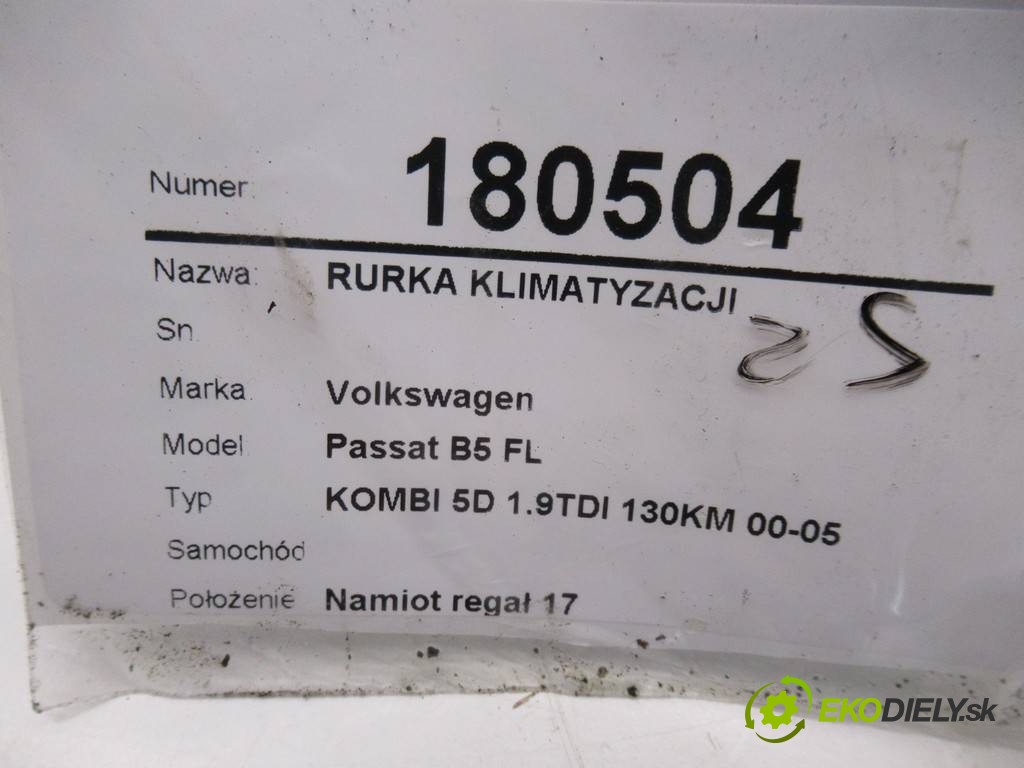 Numer: 180504
Nazwa: RURKA KLIMATYZACJI
Sn.
25
Marka Volkswagen
Model Passat B5 FL
Typ KOMBI 5D 1.9TDI 130KM 00-05
Samochód
Położenie Namiot regał 17
EKODIELY.sk